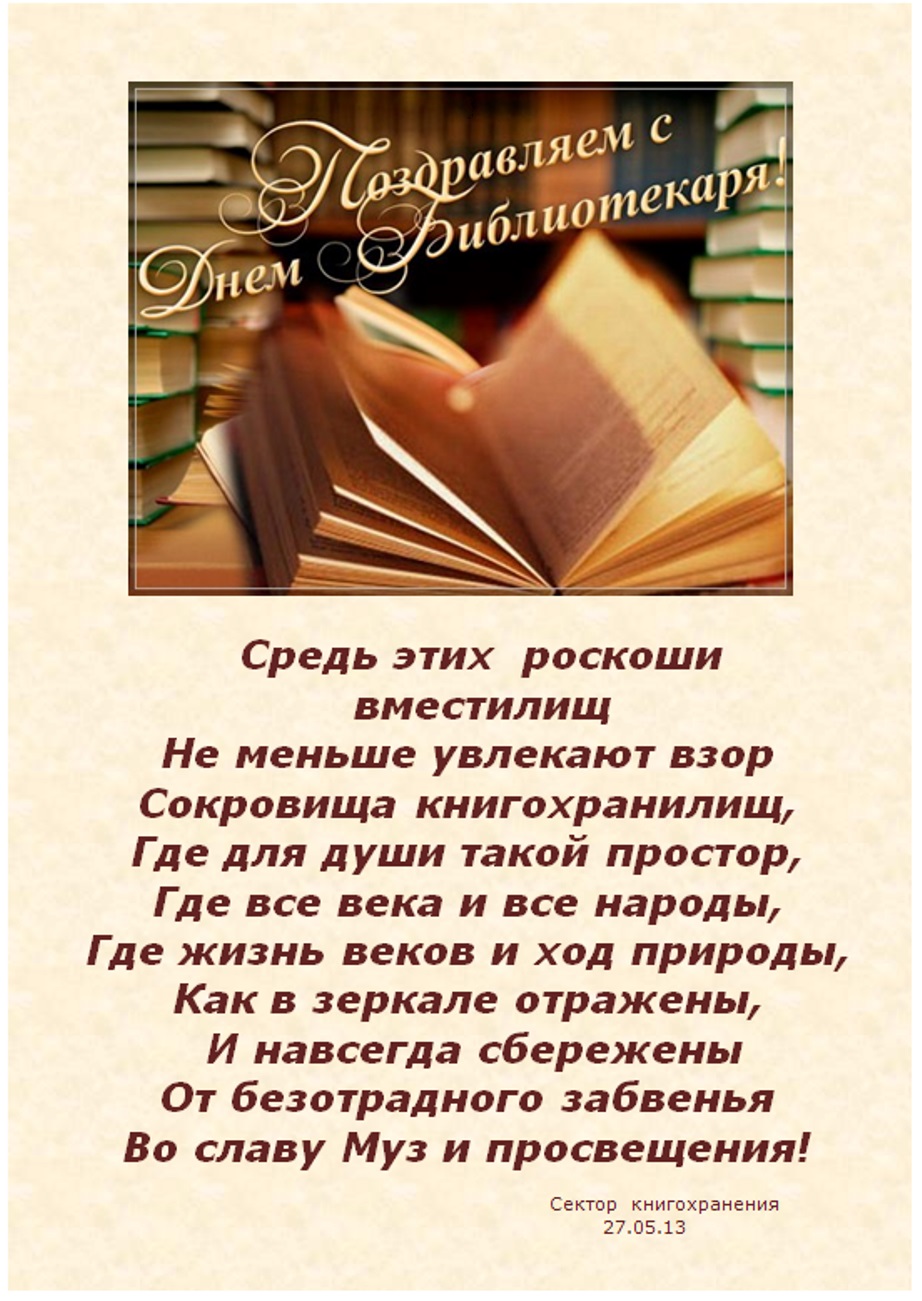 Поздравляем с
Днем Библиотекаря!
Средь этих роскоши
вместилищ
Не меньше увлекают взор
Сокровища книгохранилищ,
Где для души такой простор,
Где все века и все народы,
Где жизнь веков и ход природы,
Как в зеркале отражены,
И навсегда сбережены
От безотрадного забвенья
Во славу Муз и просвещения!
Сектор книгохранения
27.05.13